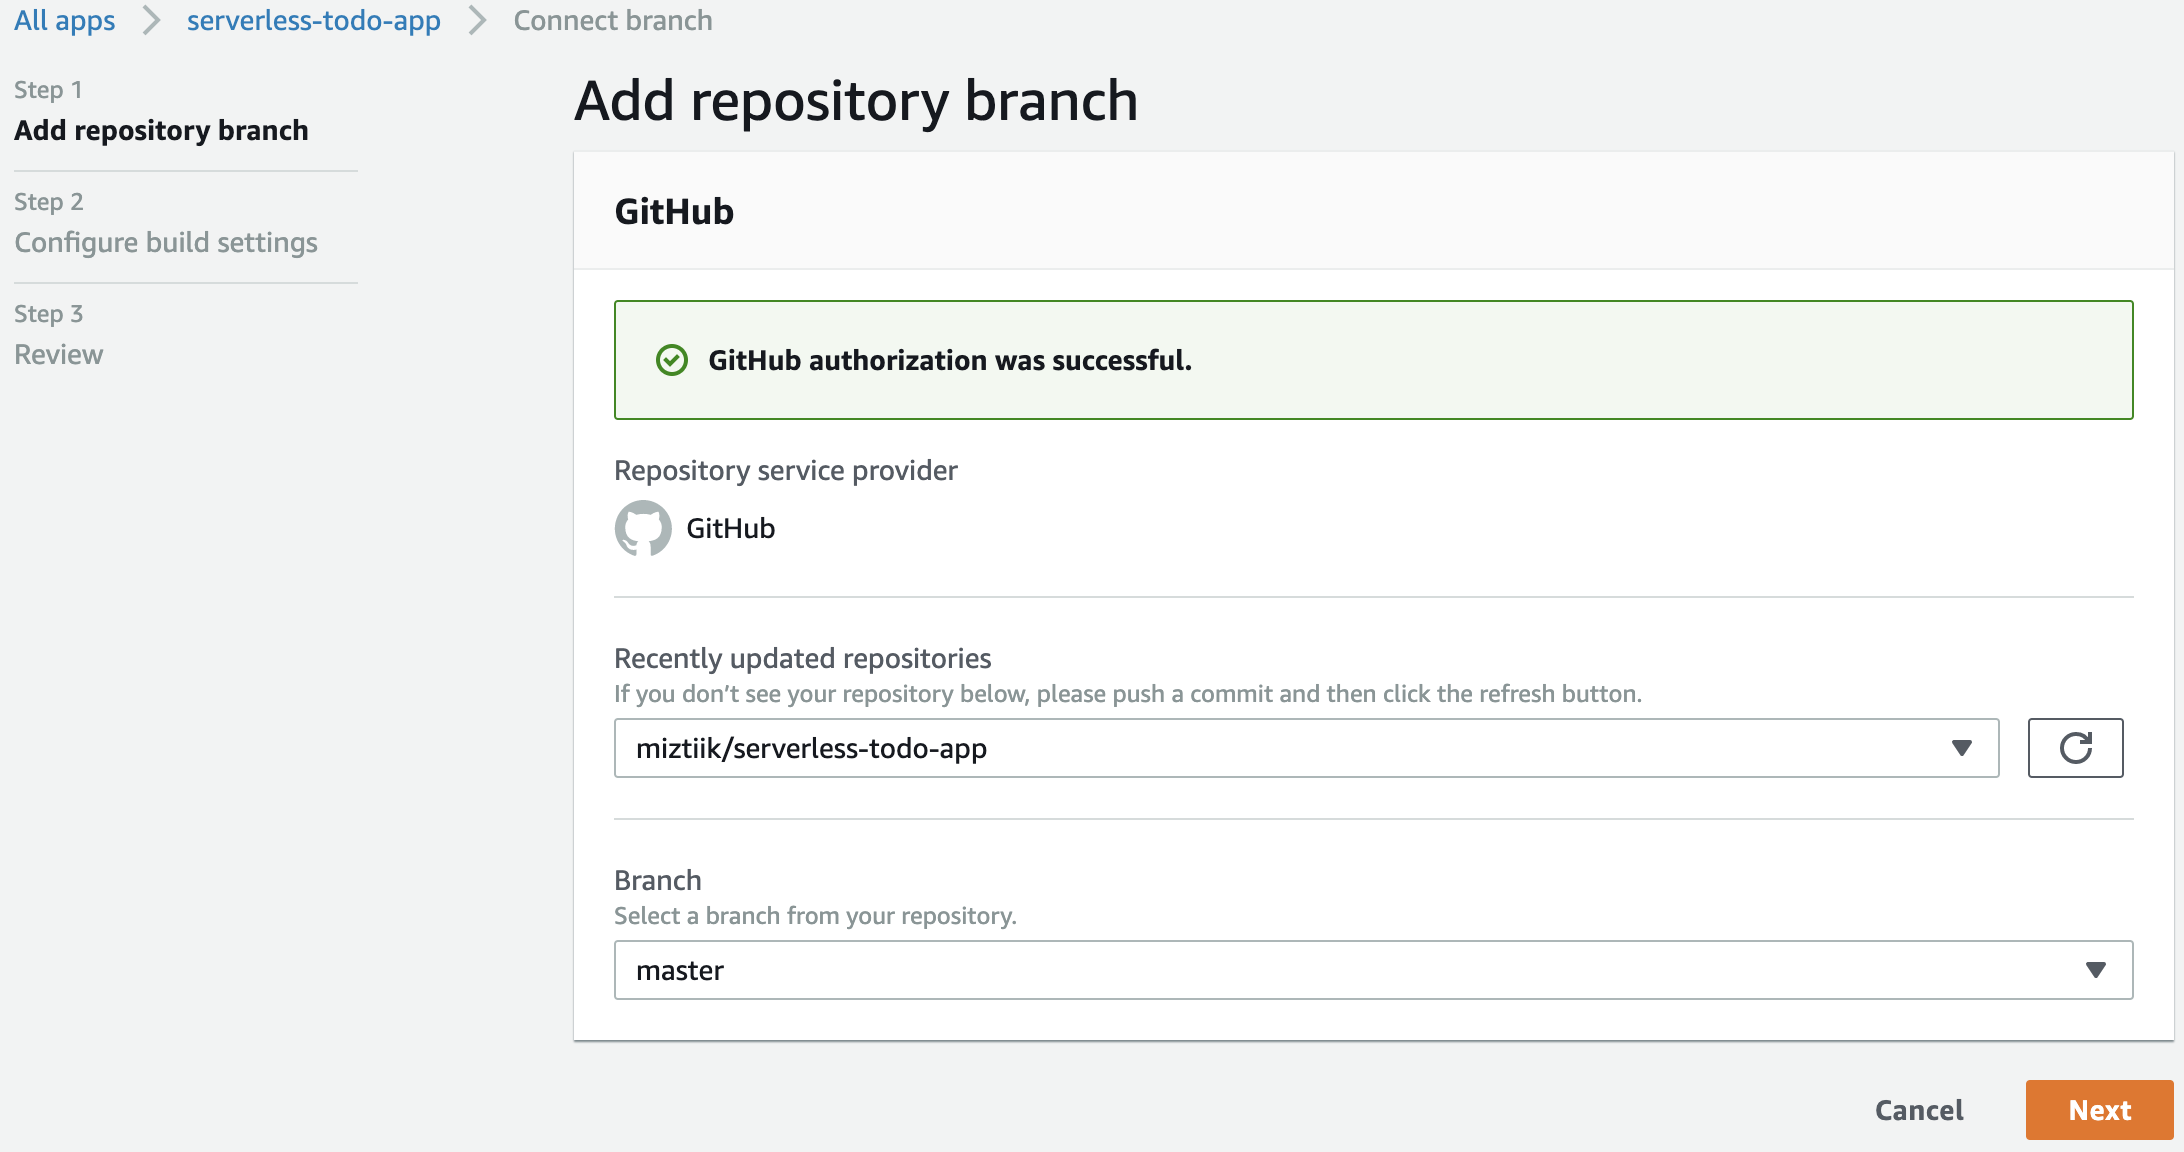 All apps > serverless-todo-app > Connect branch
Step 1
Add repository branch
Step 2
Configure build settings
Step 3
Review
Add repository branch
GitHub
GitHub authorization was successful.
Repository service provider
GitHub
Recently updated repositories
If you don’t see your repository below, please push a commit and then click the refresh button.
miztiik/serverless-todo-app
Branch
Select a branch from your repository.
master
Cancel Next